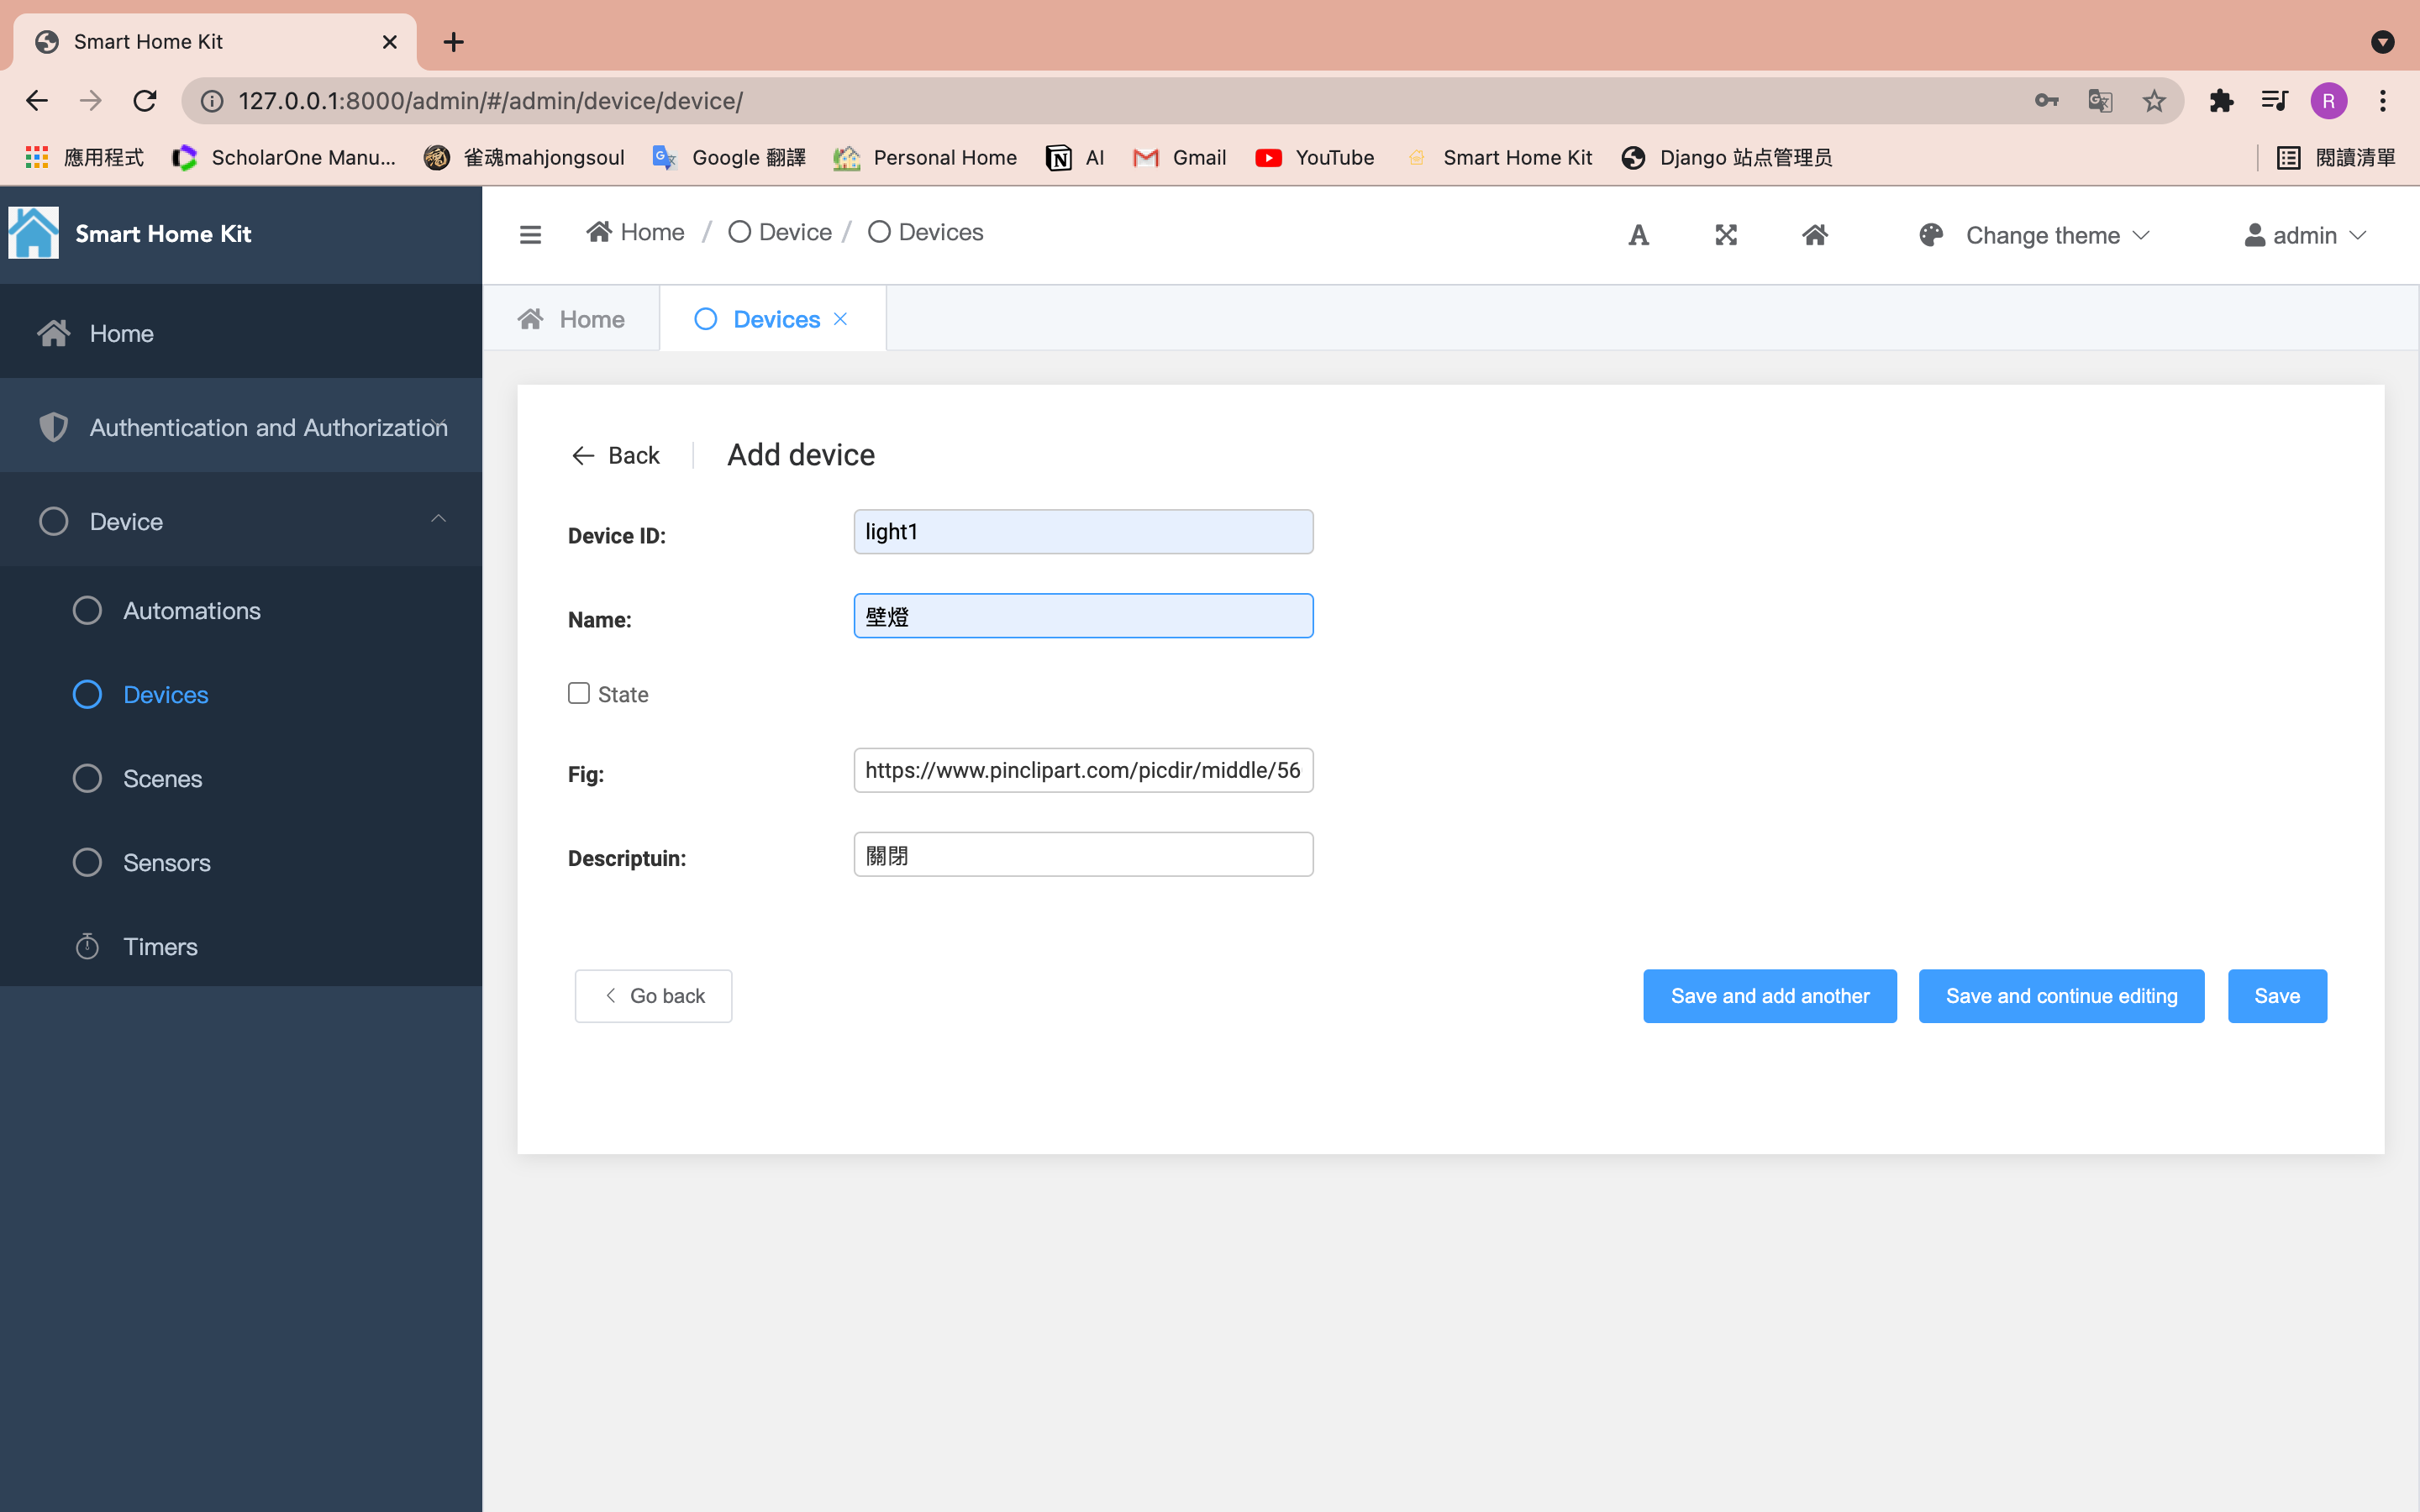 Smart Home Kit
127.0.0.1:8000/admin/#/admin/device/device/
R
應用程式 ScholarOne Manu... 雀魂mahjongsoul Google 翻譯 Personal Home AI Gmail YouTube Smart Home Kit Django 站点管理员 閱讀清單
Smart Home Kit
Home / Device / Devices
A Change theme admin
Home
Authentication and Authorization
Device
Automations
Devices
Scenes
Sensors
Timers
Home Devices
Back Add device
Device ID: light1
Name: 壁燈
State
Fig: https://www.pinclipart.com/picdir/middle/56
Descriptuin: 關閉
Go back Save and add another Save and continue editing Save